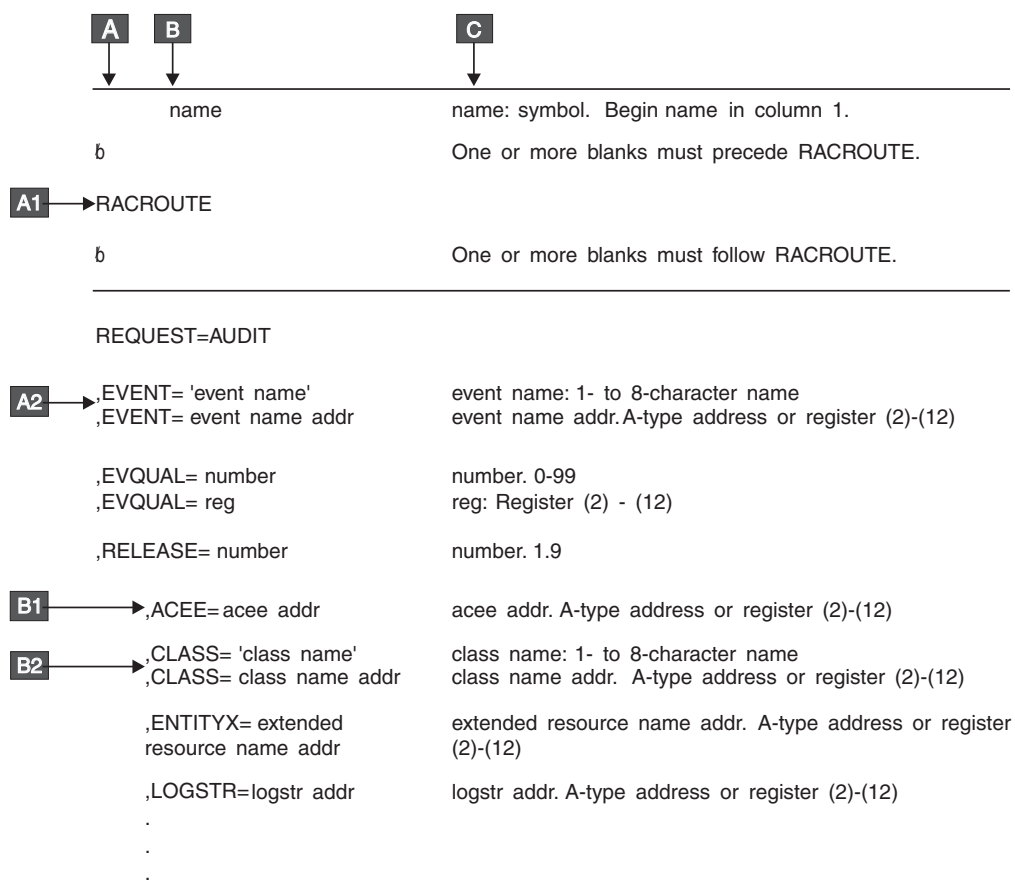 A B C
name name: symbol. Begin name in column 1.
ƀ One or more blanks must precede RACROUTE.
A1 RACROUTE
ƀ One or more blanks must follow RACROUTE.
REQUEST=AUDIT
A2 ,EVENT= 'event name' event name: 1- to 8-character name
,EVENT= event name addr event name addr. A-type address or register (2)-(12)
,EVQUAL= number number. 0-99
,EVQUAL= reg reg: Register (2) - (12)
,RELEASE= number number. 1.9
B1 ,ACEE= acee addr acee addr. A-type address or register (2)-(12)
B2 ,CLASS= 'class name' class name: 1- to 8-character name
,CLASS= class name addr class name addr. A-type address or register (2)-(12)
,ENTITYX= extended extended resource name addr. A-type address or register
resource name addr (2)-(12)
,LOGSTR=logstr addr logstr addr. A-type address or register (2)-(12)
.
.
.